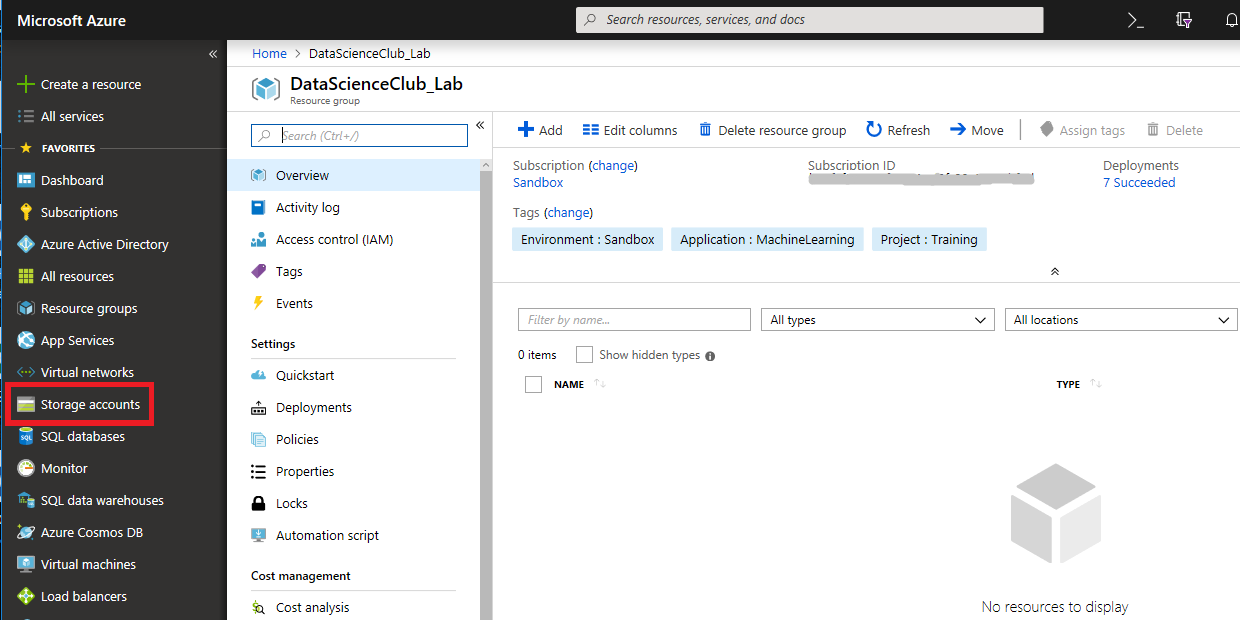 Microsoft Azure
Search resources, services, and docs
«
Create a resource
All services
FAVORITES
Dashboard
Subscriptions
Azure Active Directory
All resources
Resource groups
App Services
Virtual networks
Storage accounts
SQL databases
Monitor
SQL data warehouses
Azure Cosmos DB
Virtual machines
Load balancers
Home > DataScienceClub_Lab
DataScienceClub_Lab
Resource group
Search (Ctrl+/)
«
Overview
Activity log
Access control (IAM)
Tags
Events
Settings
Quickstart
Deployments
Policies
Properties
Locks
Automation script
Cost management
Cost analysis
Add Edit columns Delete resource group Refresh Move Assign tags Delete
Subscription (change) Subscription ID Deployments
Sandbox 7 Succeeded
Tags (change)
Environment : Sandbox Application : MachineLearning Project : Training
Filter by name... All types All locations
0 items Show hidden types
NAME TYPE
No resources to display